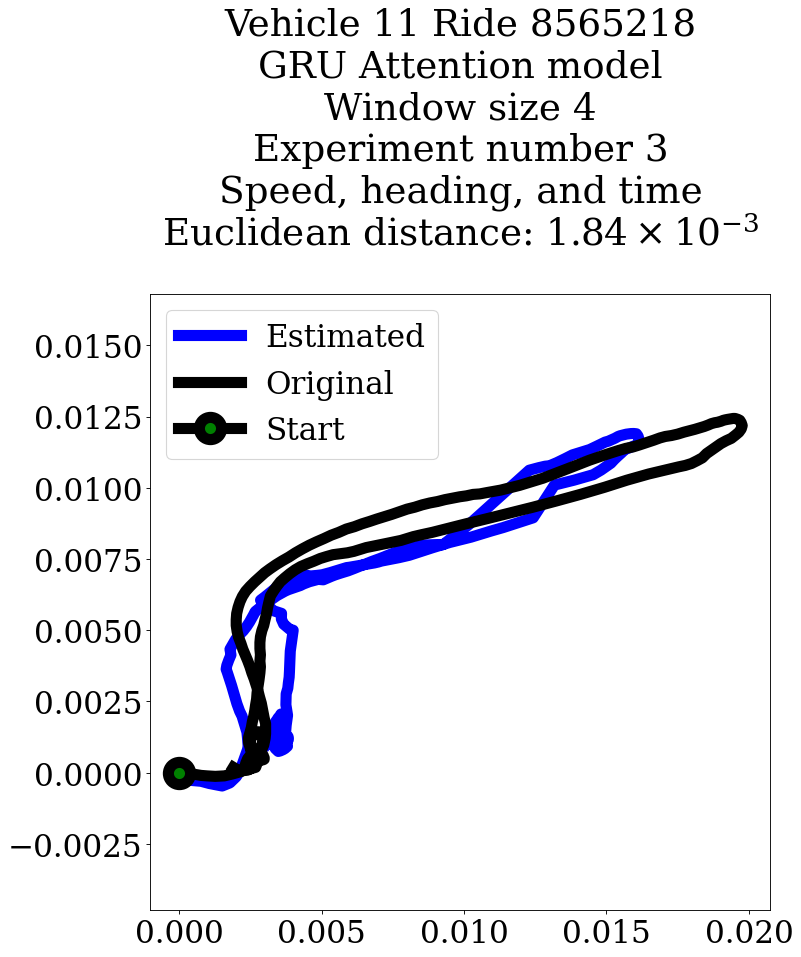 Vehicle 11 Ride 8565218
GRU Attention model
Window size 4
Experiment number 3
Speed, heading, and time
Euclidean distance: 1.84 × 10⁻³
Estimated
Original
Start
0.0150
0.0125
0.0100
0.0075
0.0050
0.0025
0.0000
−0.0025
0.000 0.005 0.010 0.015 0.020